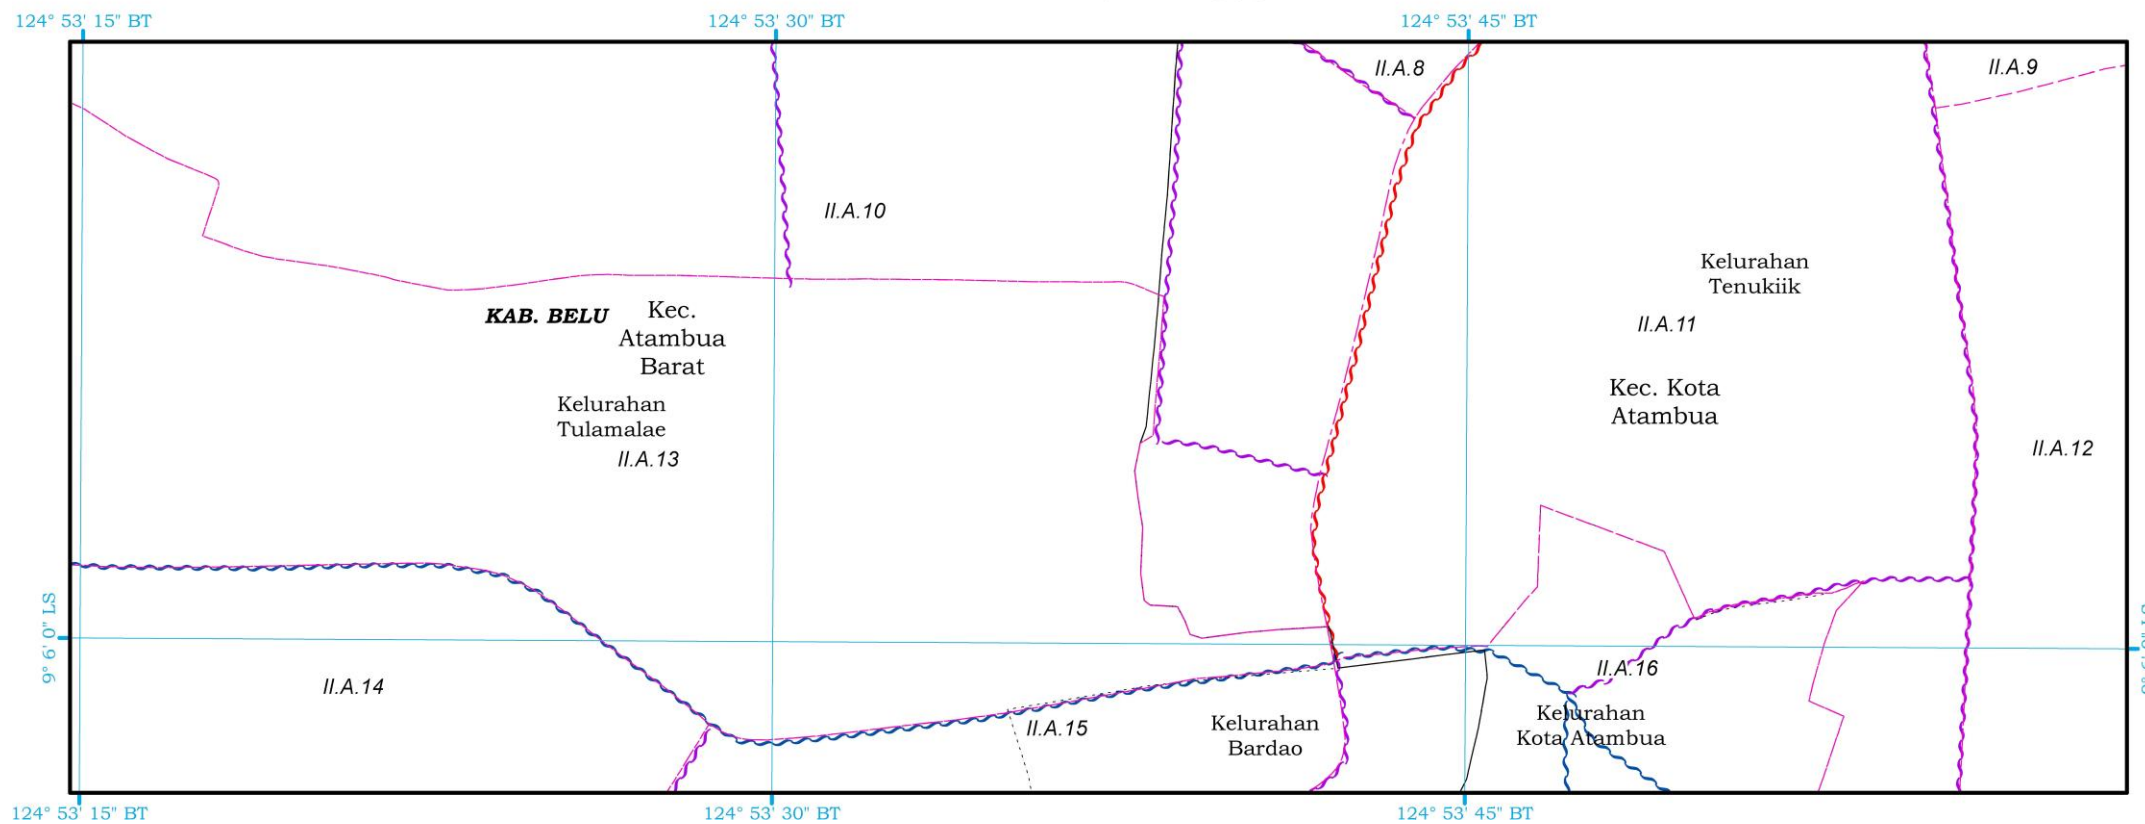 124° 53' 15" BT
124° 53' 30" BT
124° 53' 45" BT
II.A.8
II.A.9
II.A.10
Kelurahan
Tenukiik
KAB. BELU
Kec.
Atambua
Barat
II.A.11
Kec. Kota
Atambua
Kelurahan
Tulamalae
II.A.13
II.A.12
9° 6' 0" LS
II.A.14
II.A.16
II.A.15
Kelurahan
Bardao
Kelurahan
Kota Atambua
124° 53' 15" BT
124° 53' 30" BT
124° 53' 45" BT